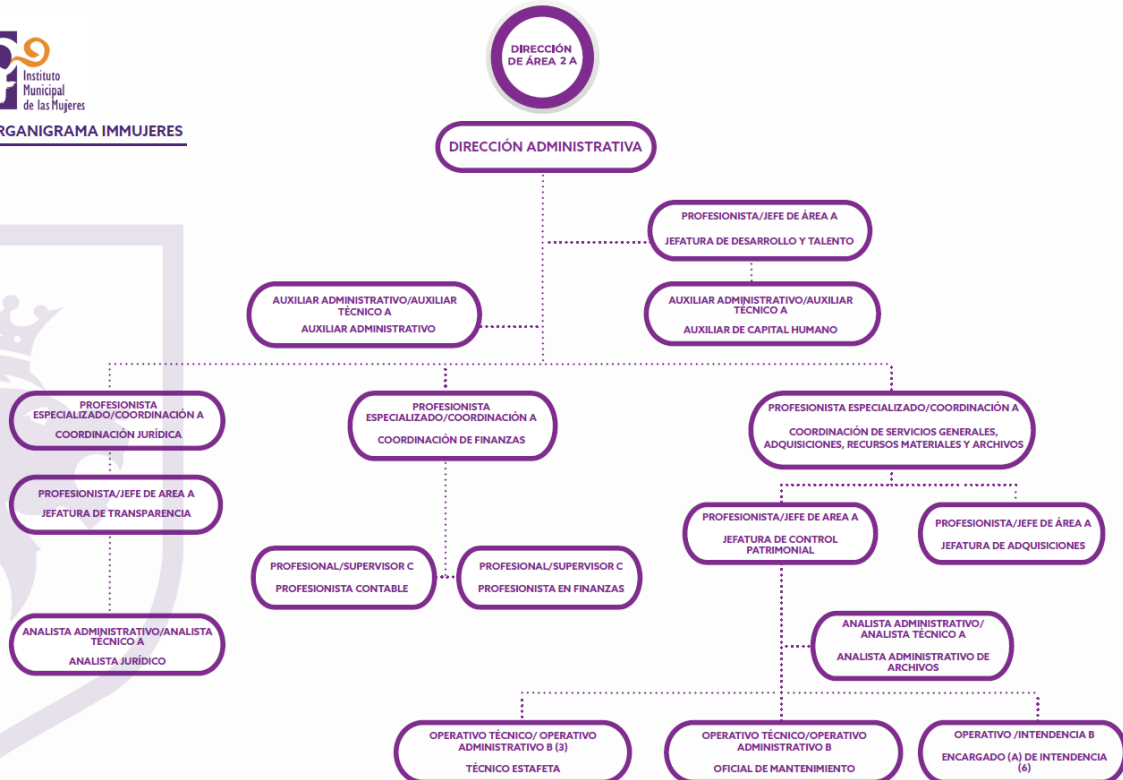 DIRECCIÓN
DE ÁREA 2 A
Instituto
Municipal
de las Mujeres
RGANIGRAMA IMMUJERES
DIRECCIÓN ADMINISTRATIVA
PROFESIONISTA/JEFE DE ÁREA A
JEFATURA DE DESARROLLO Y TALENTO
AUXILIAR ADMINISTRATIVO/AUXILIAR
TÉCNICO A
AUXILIAR ADMINISTRATIVO
AUXILIAR ADMINISTRATIVO/AUXILIAR
TÉCNICO A
AUXILIAR DE CAPITAL HUMANO
PROFESIONISTA
ESPECIALIZADO/COORDINACIÓN A
COORDINACIÓN JURÍDICA
PROFESIONISTA
ESPECIALIZADO/COORDINACIÓN A
COORDINACIÓN DE FINANZAS
PROFESIONISTA ESPECIALIZADO/COORDINACIÓN A
COORDINACIÓN DE SERVICIOS GENERALES,
ADQUISICIONES, RECURSOS MATERIALES Y ARCHIVOS
PROFESIONISTA/JEFE DE AREA A
JEFATURA DE TRANSPARENCIA
PROFESIONISTA/JEFE DE AREA A
JEFATURA DE CONTROL
PATRIMONIAL
PROFESIONISTA/JEFE DE ÁREA A
JEFATURA DE ADQUISICIONES
PROFESIONAL/SUPERVISOR C
PROFESIONISTA CONTABLE
PROFESIONAL/SUPERVISOR C
PROFESIONISTA EN FINANZAS
ANALISTA ADMINISTRATIVO/ANALISTA
TÉCNICO A
ANALISTA JURÍDICO
ANALISTA ADMINISTRATIVO/
ANALISTA TÉCNICO A
ANALISTA ADMINISTRATIVO DE
ARCHIVOS
OPERATIVO TÉCNICO/ OPERATIVO
ADMINISTRATIVO B (3)
TÉCNICO ESTAFETA
OPERATIVO TÉCNICO/OPERATIVO
ADMINISTRATIVO B
OFICIAL DE MANTENIMIENTO
OPERATIVO /INTENDENCIA B
ENCARGADO (A) DE INTENDENCIA
(6)